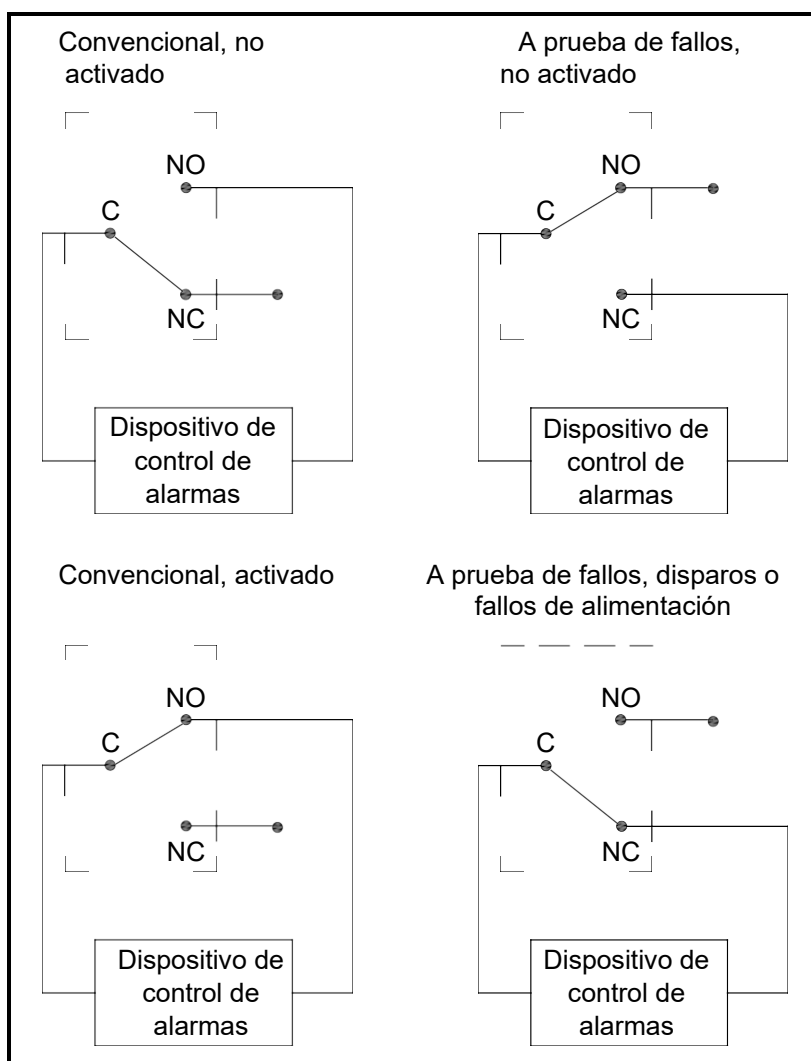 Convencional, no
activado
NO
C
NC
Dispositivo de
control de
alarmas
A prueba de fallos,
no activado
NO
C
NC
Dispositivo de
control de
alarmas
Convencional, activado
NO
C
NC
Dispositivo de
control de
alarmas
A prueba de fallos, disparos o
fallos de alimentación
NO
C
NC
Dispositivo de
control de
alarmas